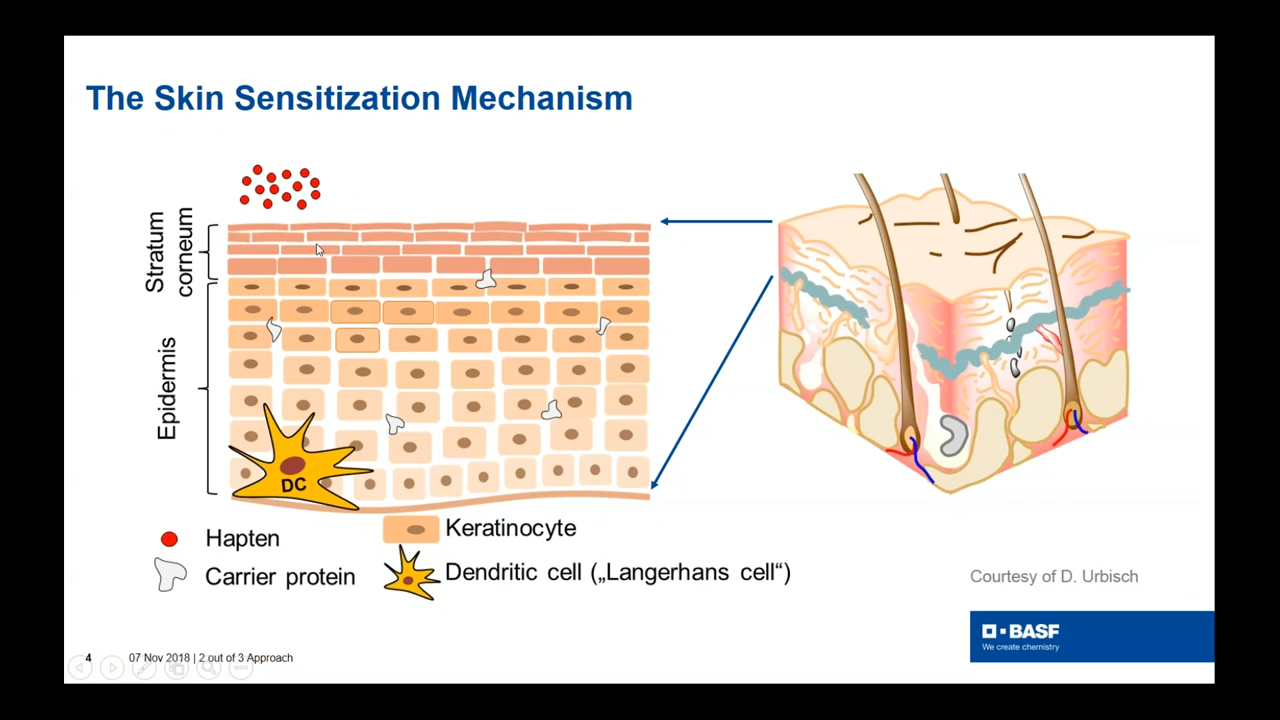 The Skin Sensitization Mechanism
Stratum
corneum
Epidermis
DC
Hapten
Keratinocyte
Carrier protein
Dendritic cell („Langerhans cell“)
Courtesy of D. Urbisch
BASF
We create chemistry
4
07 Nov 2018 | 2 out of 3 Approach